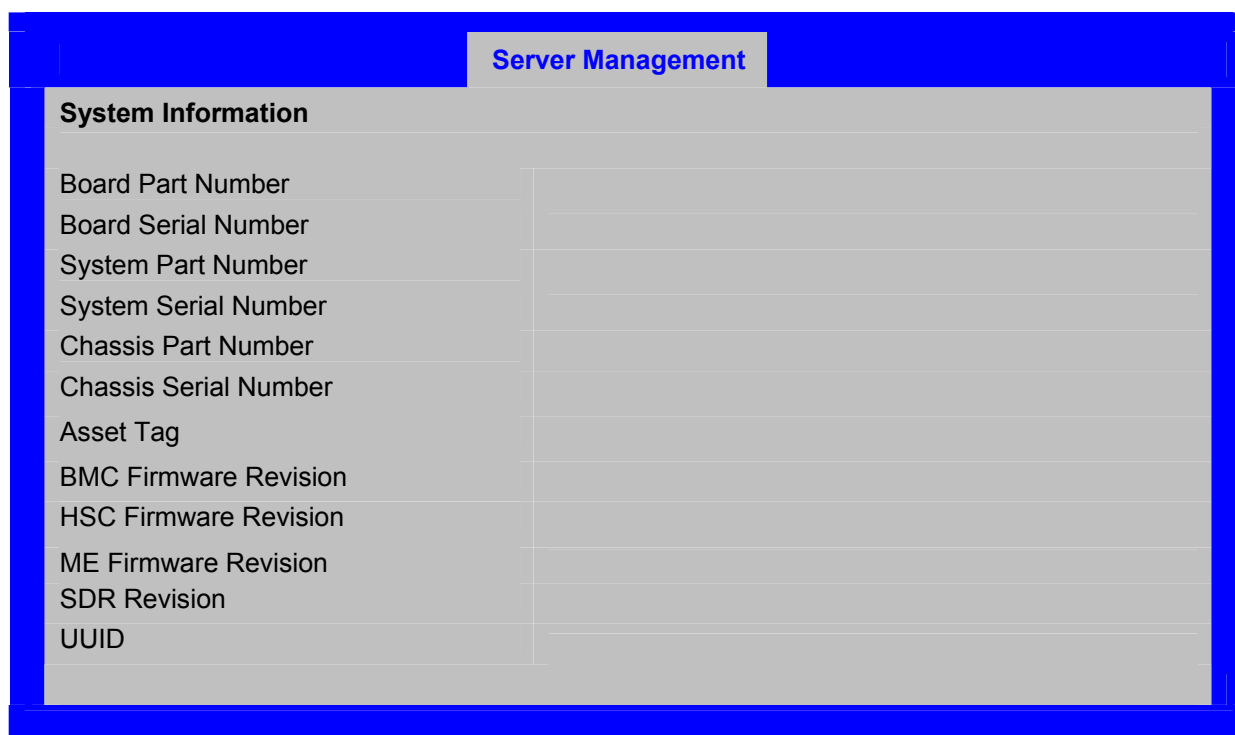 Server Management
System Information
Board Part Number
Board Serial Number
System Part Number
System Serial Number
Chassis Part Number
Chassis Serial Number
Asset Tag
BMC Firmware Revision
HSC Firmware Revision
ME Firmware Revision
SDR Revision
UUID